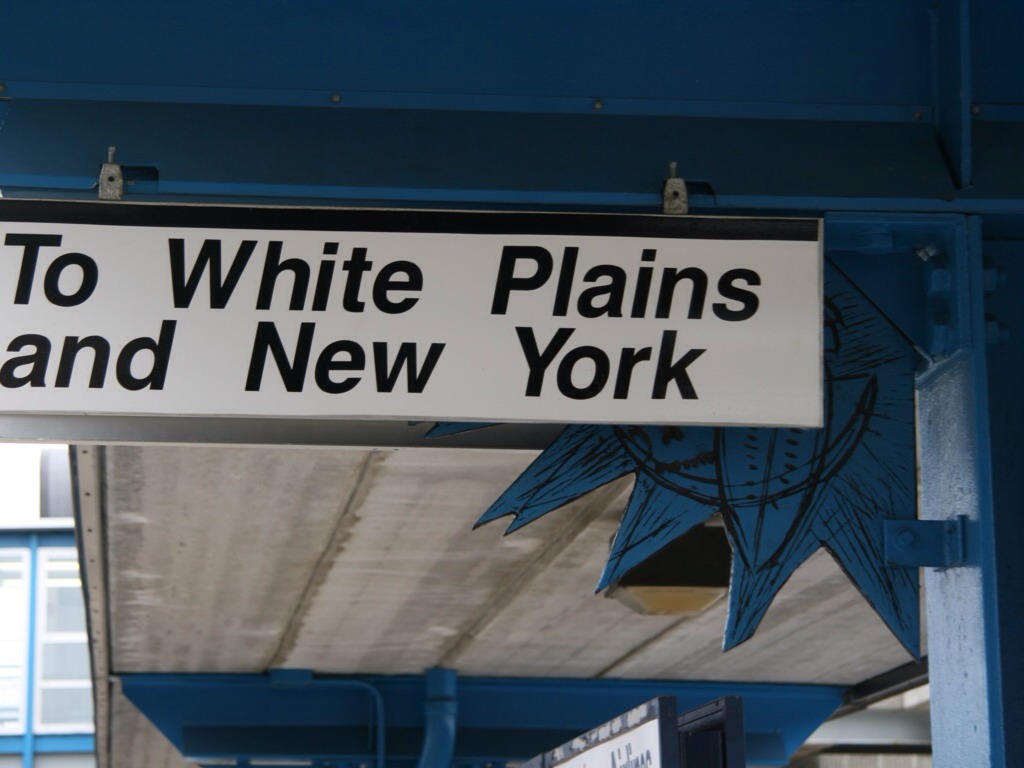 To White Plains
and New York